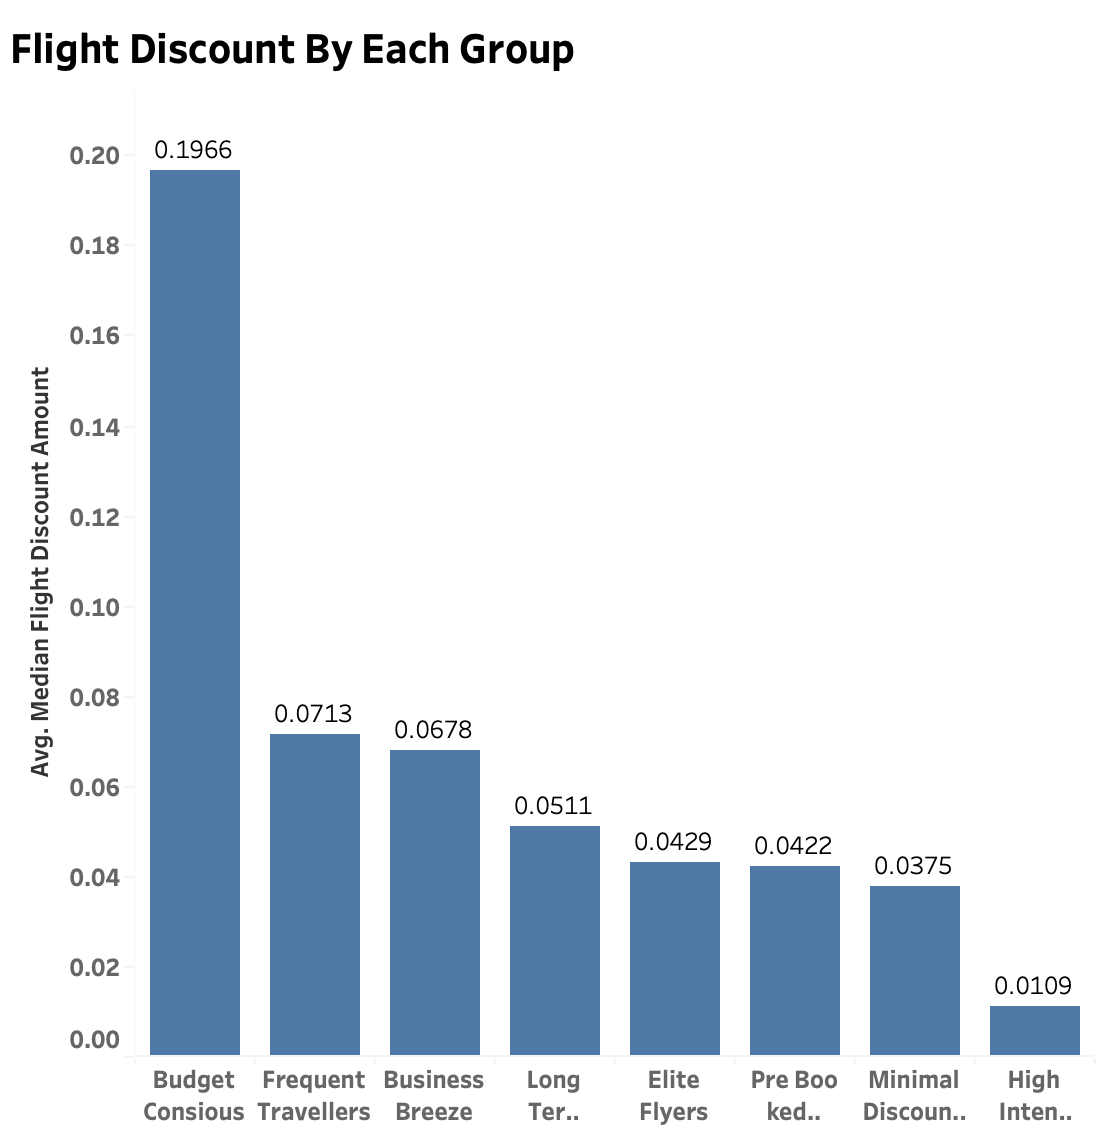 Flight Discount By Each Group
Avg. Median Flight Discount Amount
0.20
0.18
0.16
0.14
0.12
0.10
0.08
0.06
0.04
0.02
0.00
0.1966
0.0713
0.0678
0.0511
0.0429
0.0422
0.0375
0.0109
Budget
Consious
Frequent
Travellers
Business
Breeze
Long
Ter..
Elite
Flyers
Pre Boo
ked..
Minimal
Discoun..
High
Inten..